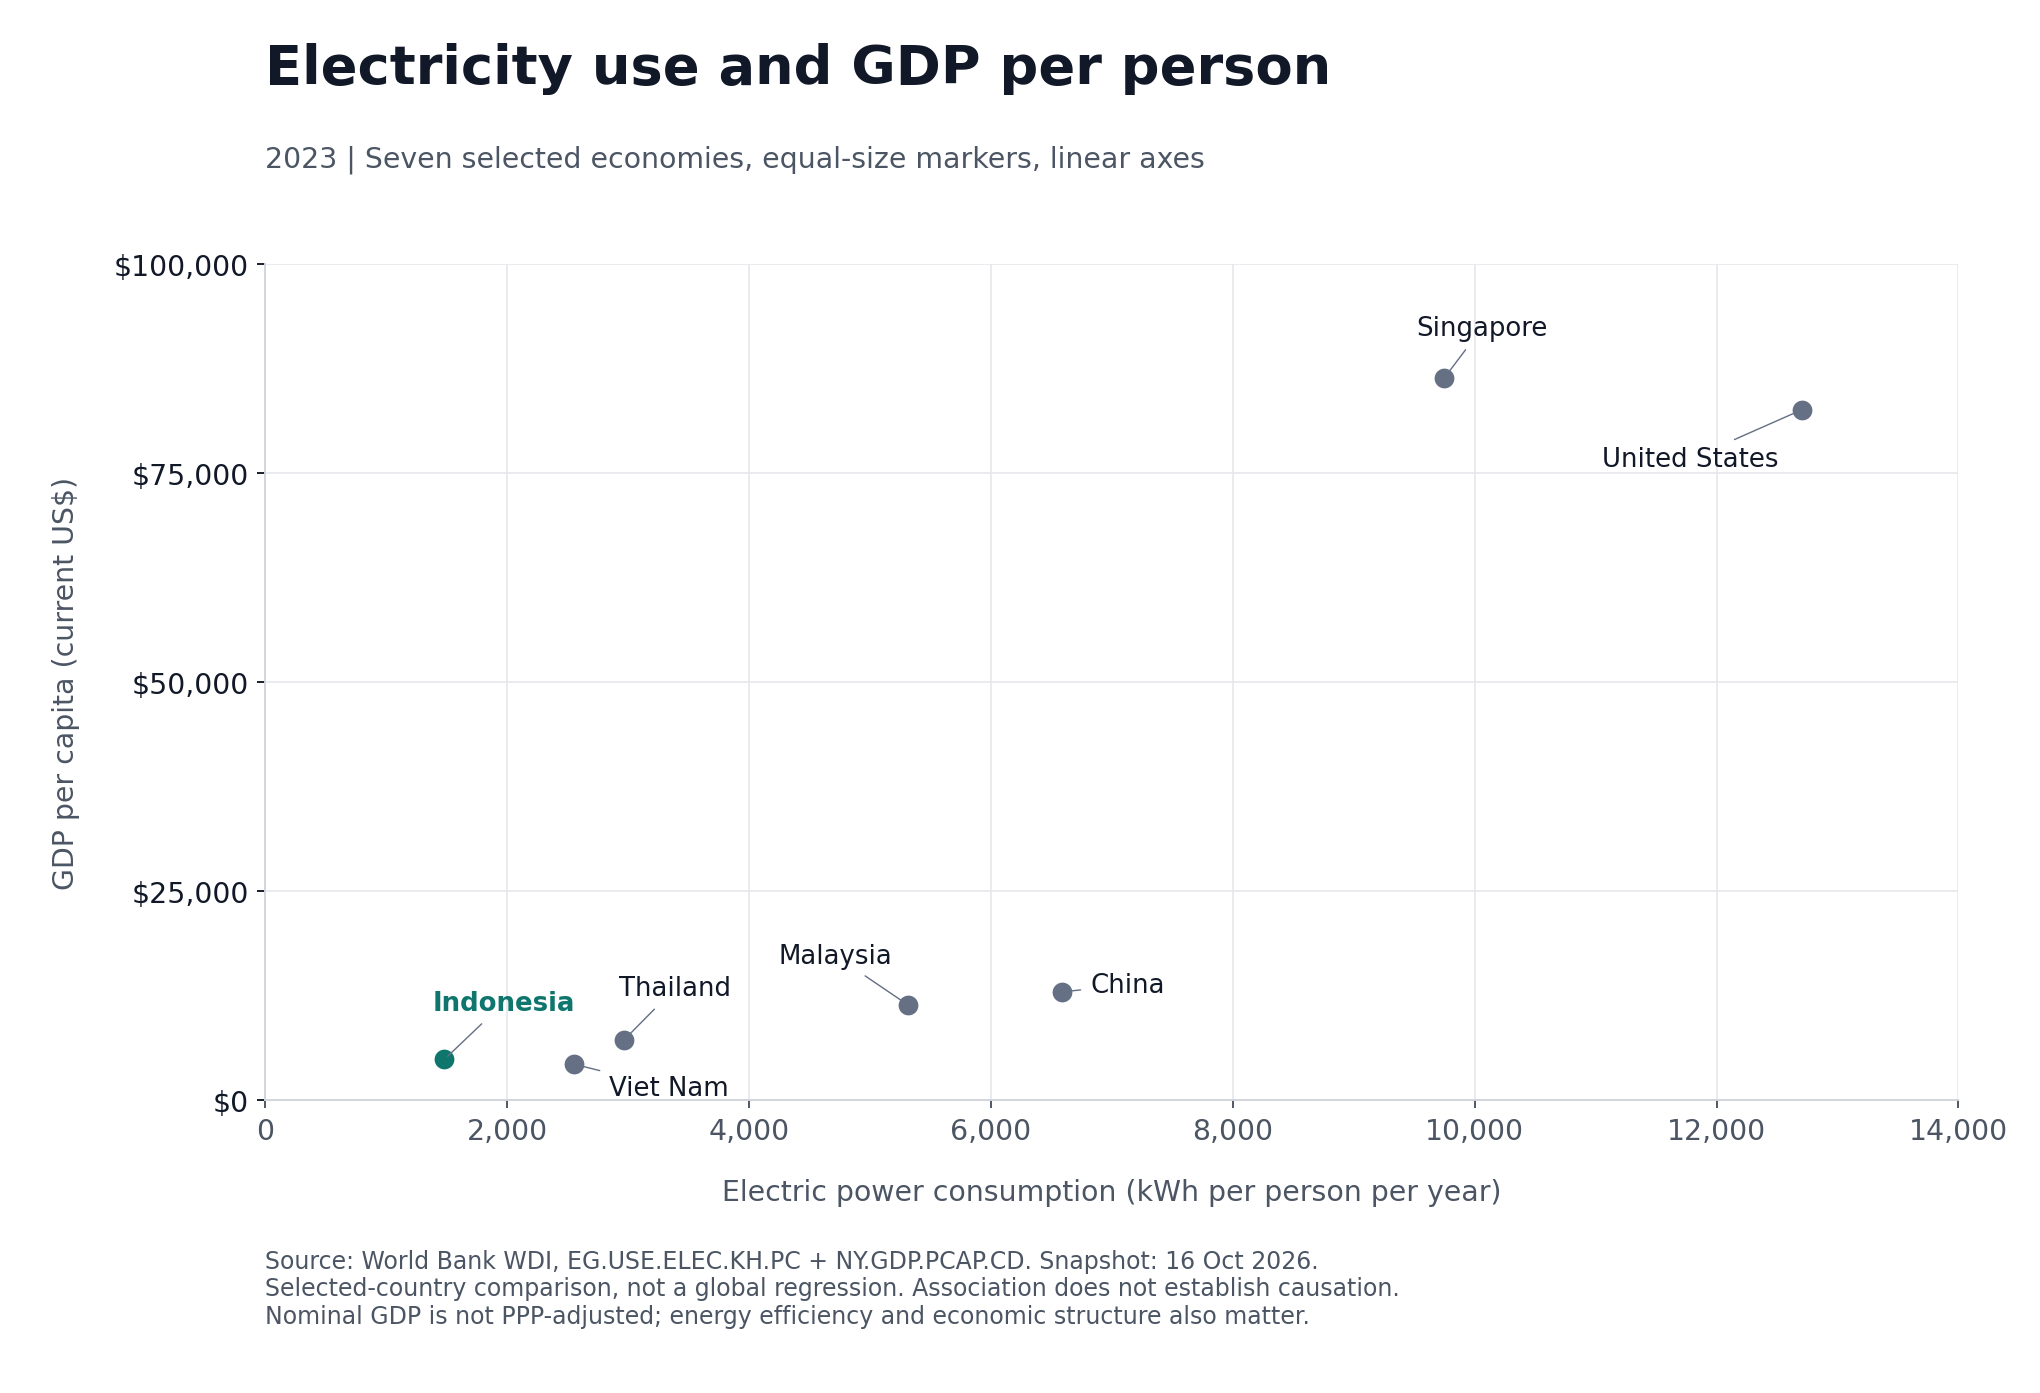 Electricity use and GDP per person
2023 | Seven selected economies, equal-size markers, linear axes
GDP per capita (current US$)
$100,000
$75,000
$50,000
$25,000
$0
Singapore
United States
Malaysia
China
Thailand
Indonesia
Viet Nam
0
2,000
4,000
6,000
8,000
10,000
12,000
14,000
Electric power consumption (kWh per person per year)
Source: World Bank WDI, EG.USE.ELEC.KH.PC + NY.GDP.PCAP.CD. Snapshot: 16 Oct 2026.
Selected-country comparison, not a global regression. Association does not establish causation.
Nominal GDP is not PPP-adjusted; energy efficiency and economic structure also matter.